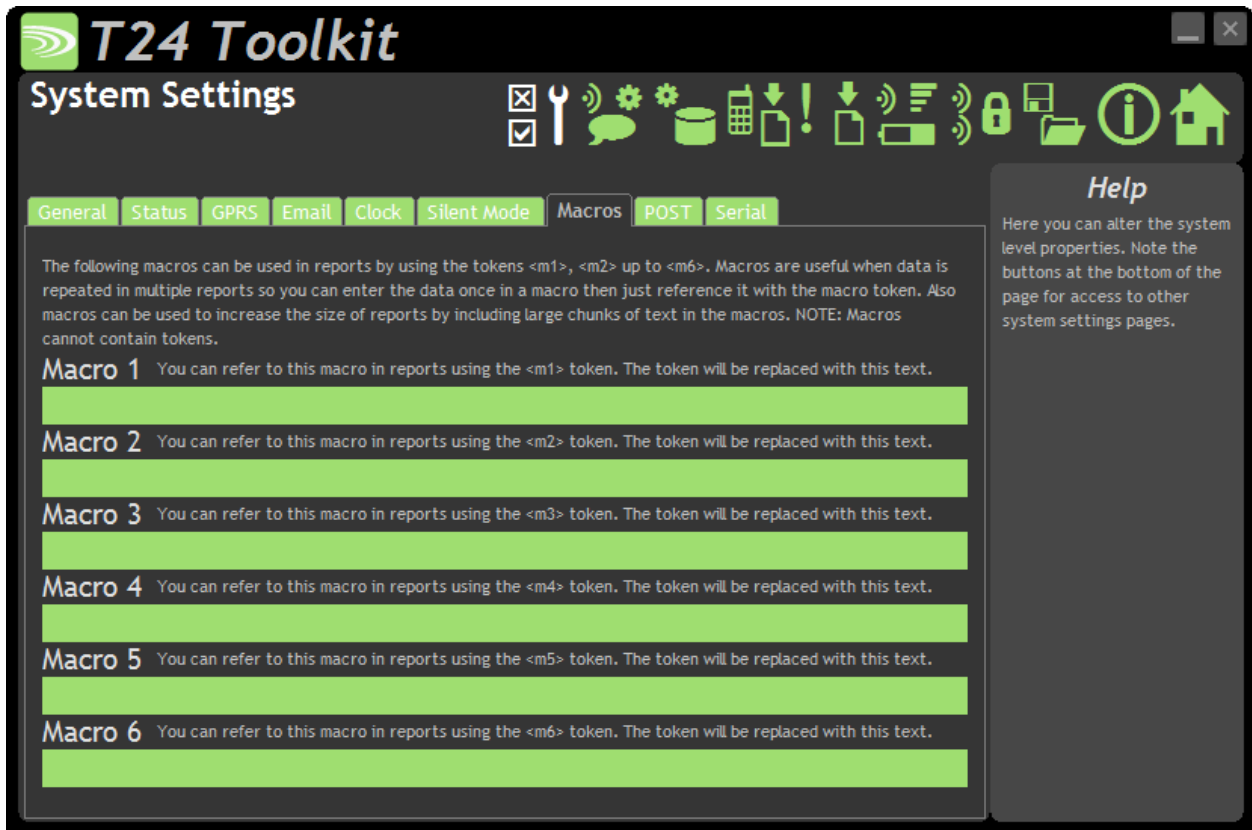 T24 Toolkit
System Settings
General Status GPRS Email Clock Silent Mode Macros POST Serial
The following macros can be used in reports by using the tokens <m1>, <m2> up to <m6>. Macros are useful when data is
repeated in multiple reports so you can enter the data once in a macro then just reference it with the macro token. Also
macros can be used to increase the size of reports by including large chunks of text in the macros. NOTE: Macros
cannot contain tokens.
Macro 1 You can refer to this macro in reports using the <m1> token. The token will be replaced with this text.
Macro 2 You can refer to this macro in reports using the <m2> token. The token will be replaced with this text.
Macro 3 You can refer to this macro in reports using the <m3> token. The token will be replaced with this text.
Macro 4 You can refer to this macro in reports using the <m4> token. The token will be replaced with this text.
Macro 5 You can refer to this macro in reports using the <m5> token. The token will be replaced with this text.
Macro 6 You can refer to this macro in reports using the <m6> token. The token will be replaced with this text.
Help
Here you can alter the system
level properties. Note the
buttons at the bottom of the
page for access to other
system settings pages.